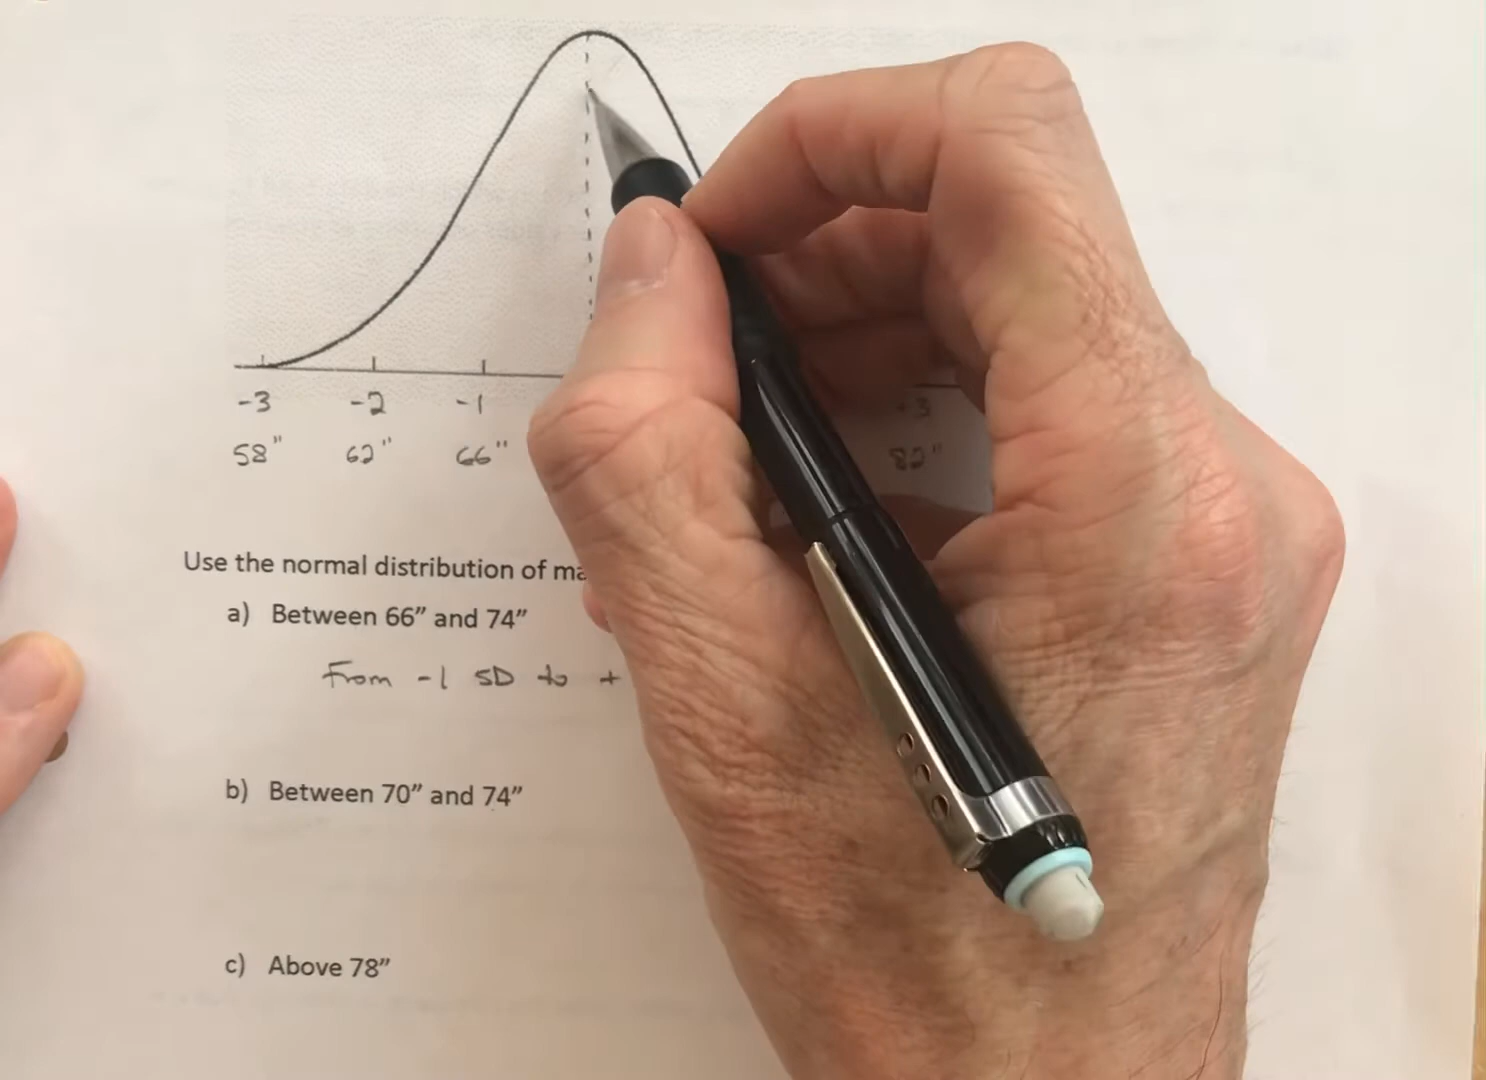 -3 -2 -1 +3
58" 62" 66" 82"
Use the normal distribution of
a) Between 66” and 74”
From -1 SD to +
b) Between 70” and 74”
c) Above 78”